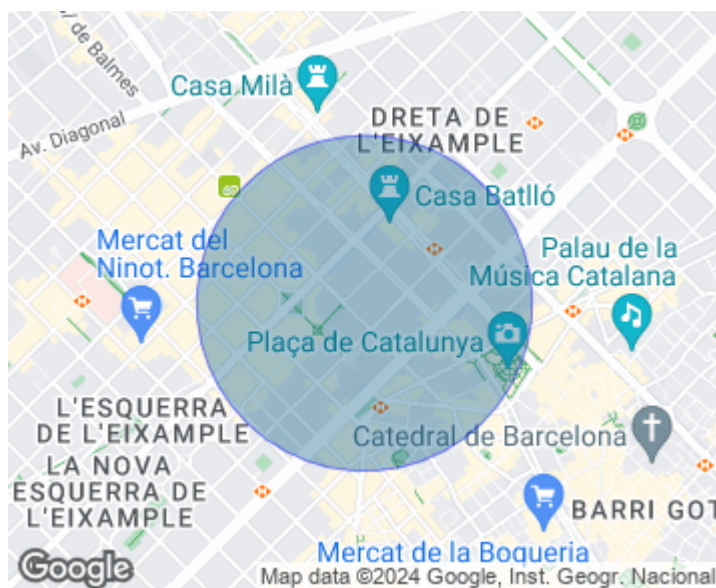 de Balmes
Casa Milà
Av. Diagonal
DRETA DE
L'EIXAMPLE
Casa Batlló
Mercat del
Ninot. Barcelona
Palau de la
Música Catalana
Plaça de Catalunya
L'ESQUERRA
DE L'EIXAMPLE
Catedral de Barcelona
LA NOVA
ESQUERRA DE
L'EIXAMPLE
BARRI GOT
Mercat de la Boqueria
Google
Map data ©2024 Google, Inst. Geogr. Nacional